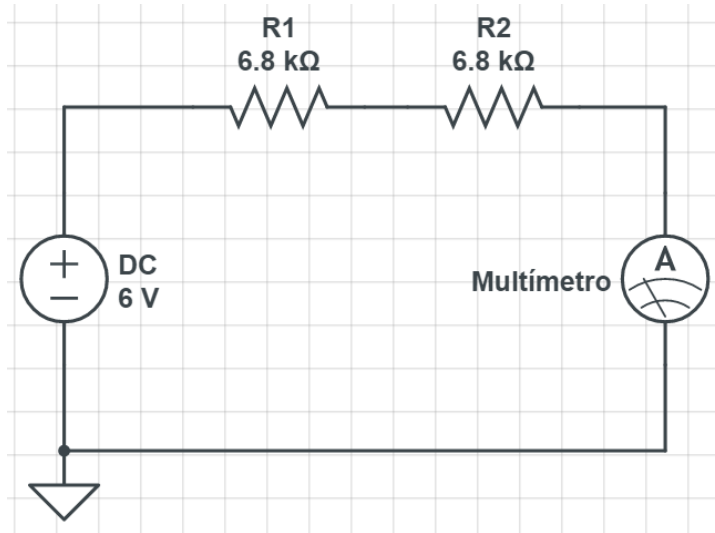 R1
6.8 kΩ
R2
6.8 kΩ
DC
6 V
Multímetro
A